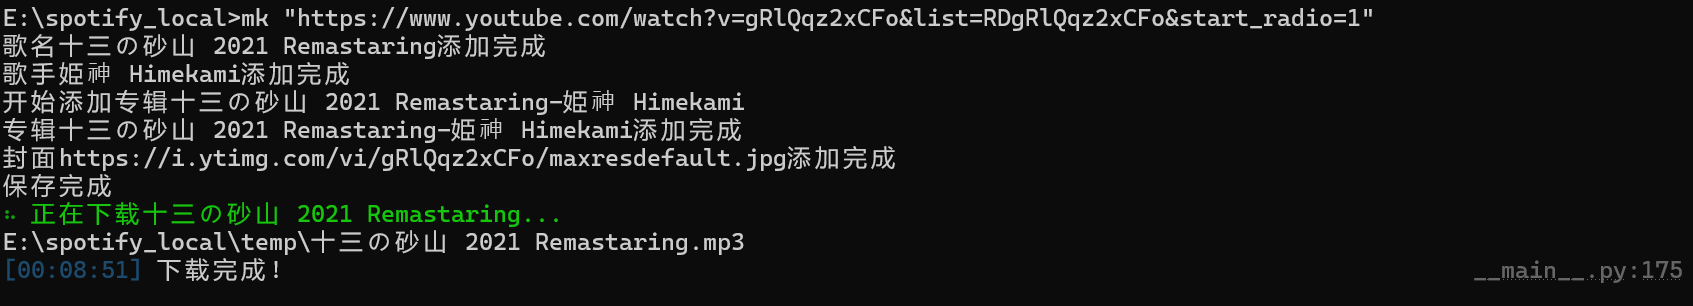 E:\spotify_local>mk "https://www.youtube.com/watch?v=gRlQqz2xCFo&list=RDgRlQqz2xCFo&start_radio=1"
歌名十三の砂山 2021 Remastaring添加完成
歌手姫神 Himekami添加完成
开始添加专辑十三の砂山 2021 Remastaring-姫神 Himekami
专辑十三の砂山 2021 Remastaring-姫神 Himekami添加完成
封面https://i.ytimg.com/vi/gRlQqz2xCFo/maxresdefault.jpg添加完成
保存完成
正在下载十三の砂山 2021 Remastaring...
E:\spotify_local\temp\十三の砂山 2021 Remastaring.mp3
[00:08:51] 下载完成! __main__.py:175